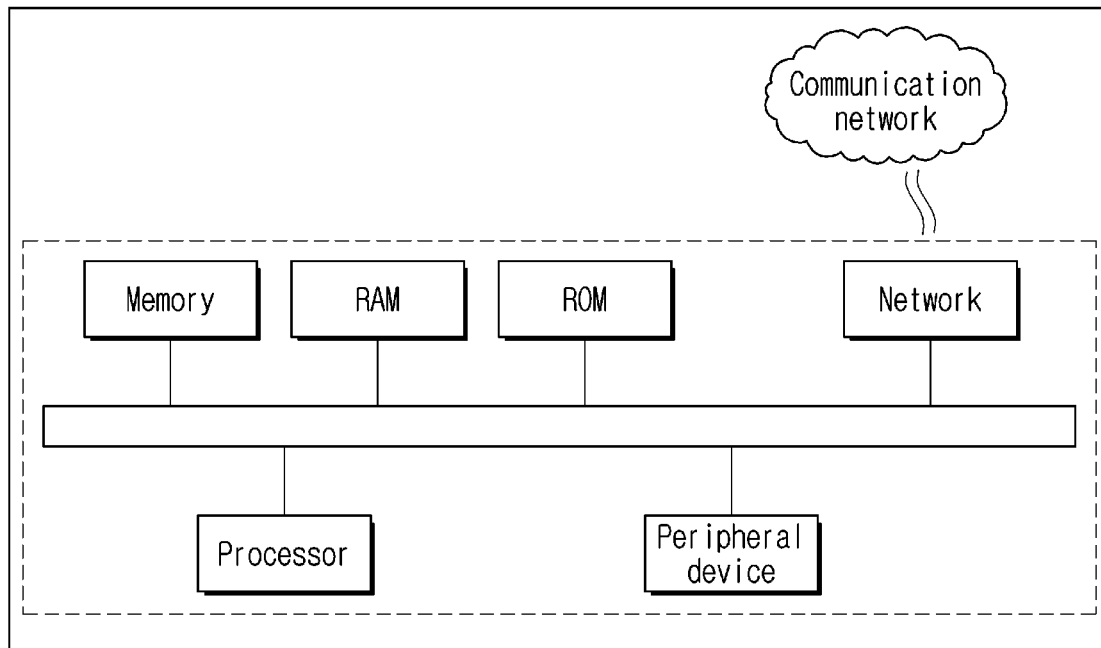 Communication
network
Memory
RAM
ROM
Network
Processor
Peripheral
device